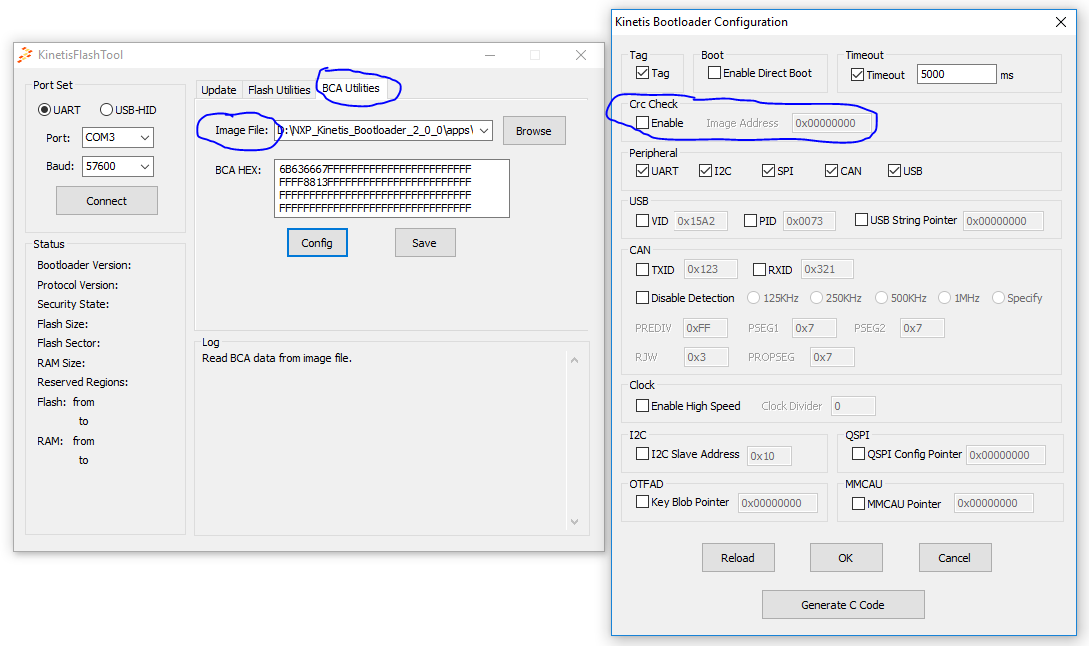 KinetisFlashTool
Port Set
UART USB-HID
Port: COM3
Baud: 57600
Connect
Status
Bootloader Version:
Protocol Version:
Security State:
Flash Size:
Flash Sector:
RAM Size:
Reserved Regions:
Flash: from
to
RAM: from
to
Update Flash Utilities BCA Utilities
Image File: D:\NXP_Kinetis_Bootloader_2_0_0\apps\ Browse
BCA HEX: 6B636667FFFFFFFFFFFFFFFFFFFFFFFF
FFFF8813FFFFFFFFFFFFFFFFFFFFFFFF
FFFFFFFFFFFFFFFFFFFFFFFFFFFFFFFF
FFFFFFFFFFFFFFFFFFFFFFFFFFFFFFFF
Config Save
Log
Read BCA data from image file.
Kinetis Bootloader Configuration
Tag
Tag
Boot
Enable Direct Boot
Timeout
Timeout 5000 ms
Crc Check
Enable Image Address 0x00000000
Peripheral
UART I2C SPI CAN USB
USB
VID 0x15A2 PID 0x0073 USB String Pointer 0x00000000
CAN
TXID 0x123 RXID 0x321
Disable Detection 125KHz 250KHz 500KHz 1MHz Specify
PREDIV 0xFF PSEG1 0x7 PSEG2 0x7
RJW 0x3 PROPSEG 0x7
Clock
Enable High Speed Clock Divider 0
I2C
I2C Slave Address 0x10
QSPI
QSPI Config Pointer 0x00000000
OTFAD
Key Blob Pointer 0x00000000
MMCAU
MMCAU Pointer 0x00000000
Reload OK Cancel
Generate C Code